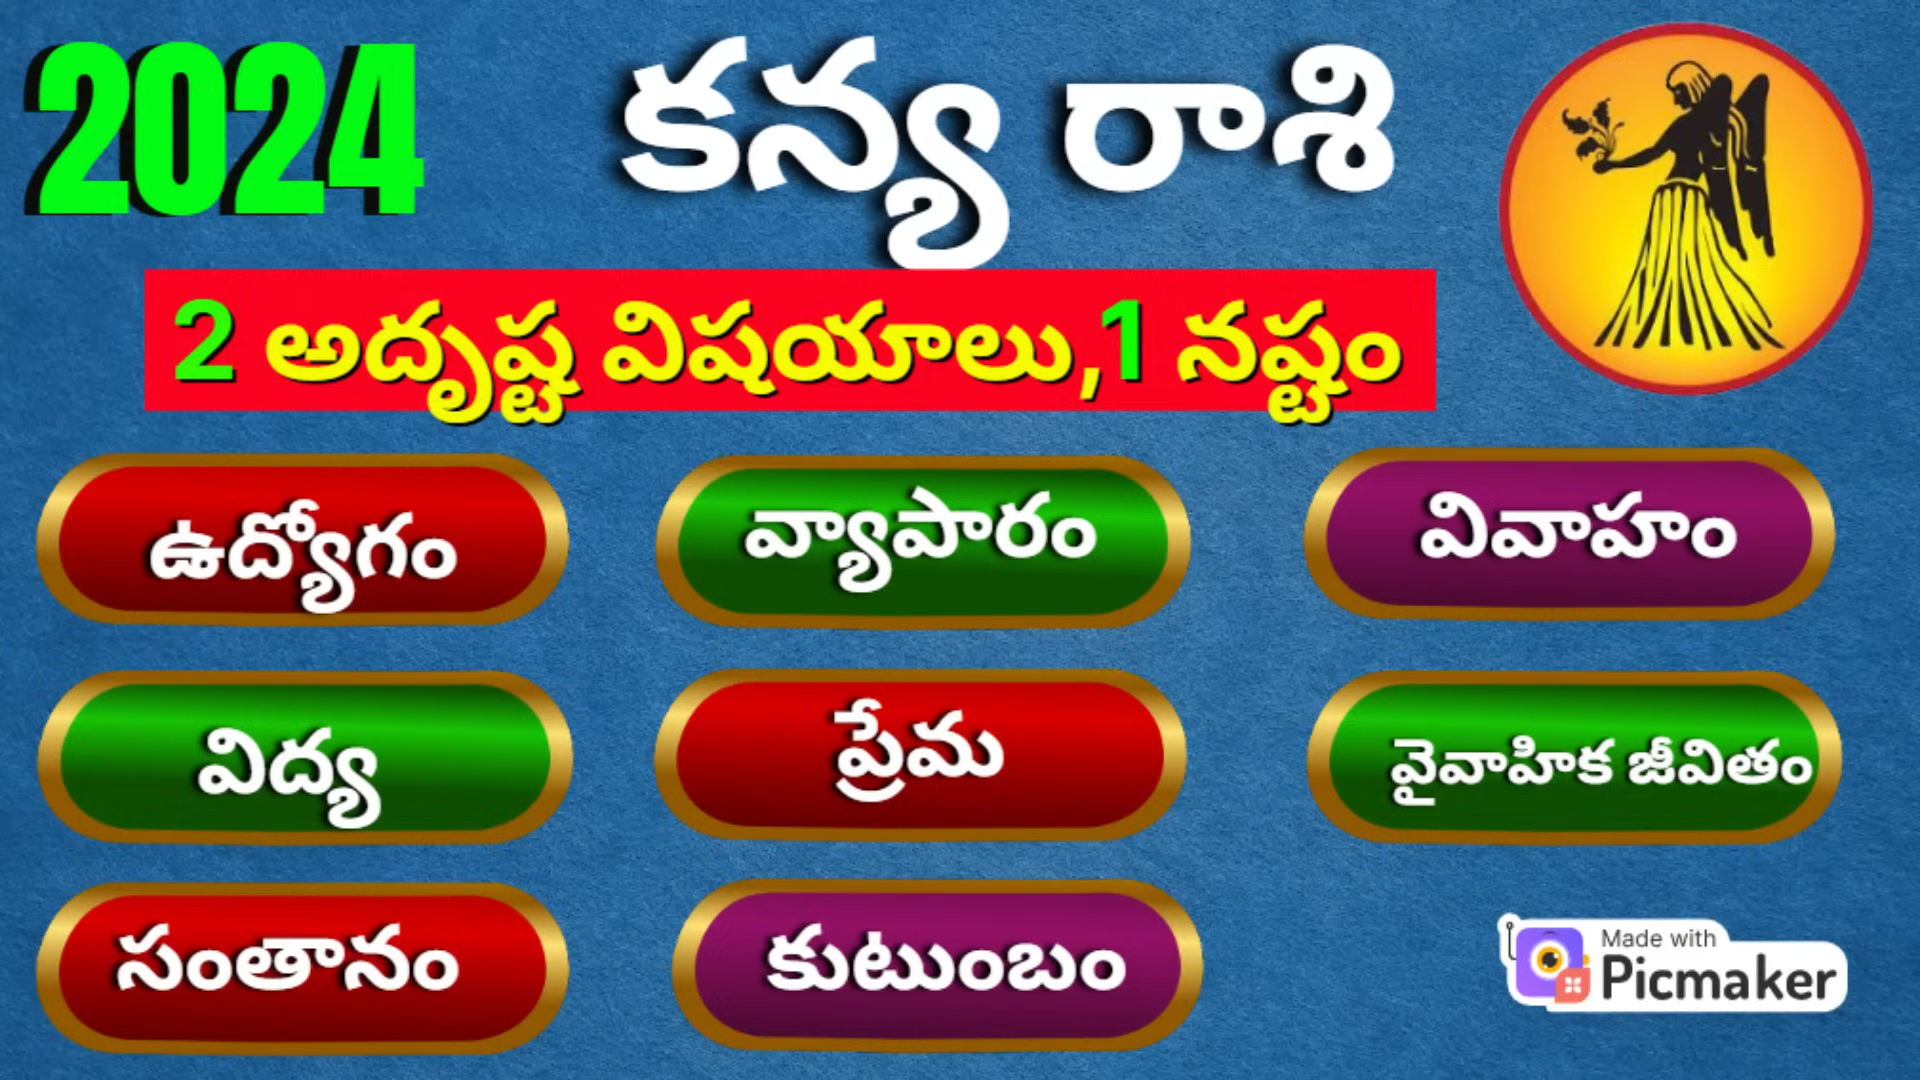 2024
కన్య రాశి
2 అదృష్ట విషయాలు,1 నష్టం
ఉద్యోగం
వ్యాపారం
వివాహం
విద్య
ప్రేమ
వైవాహిక జీవితం
సంతానం
కుటుంబం
Made with
Picmaker